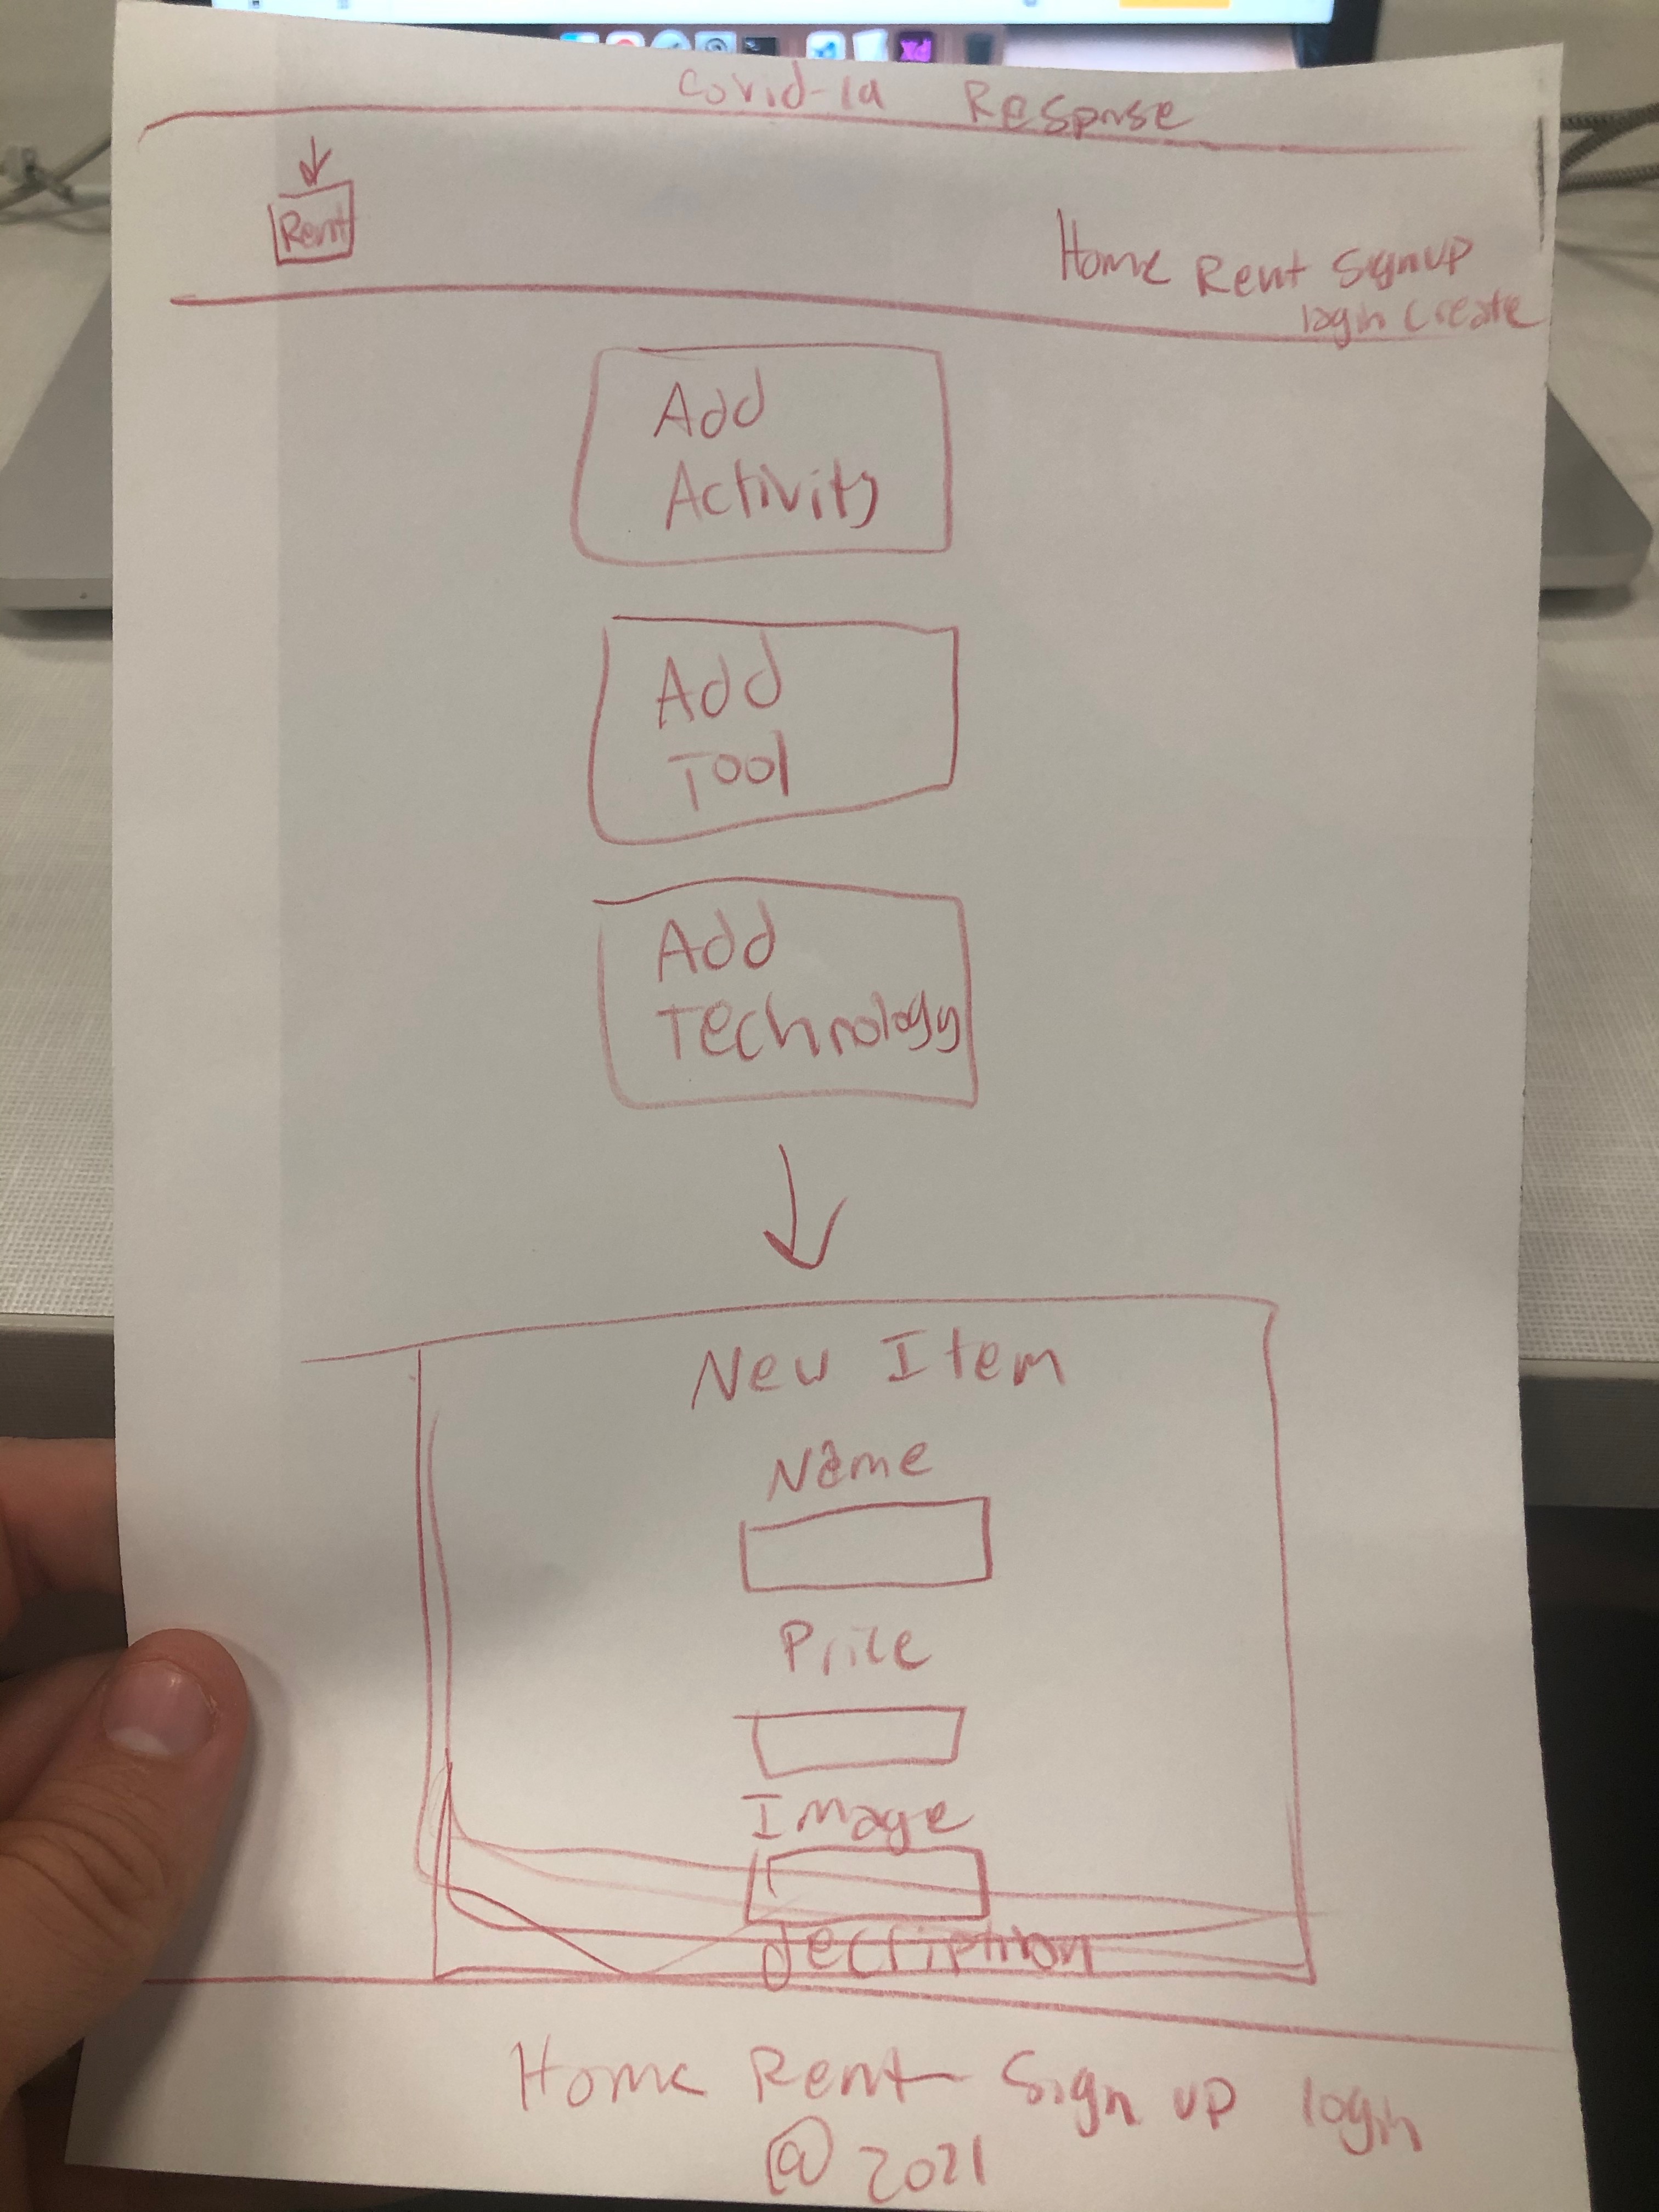 Covid-19 Response
Rent
Home Rent Signup
login Create
Add
Activity
Add
Tool
Add
Technology
New Item
Name
Price
Image
decription
Home Rent Sign up login
@ 2021